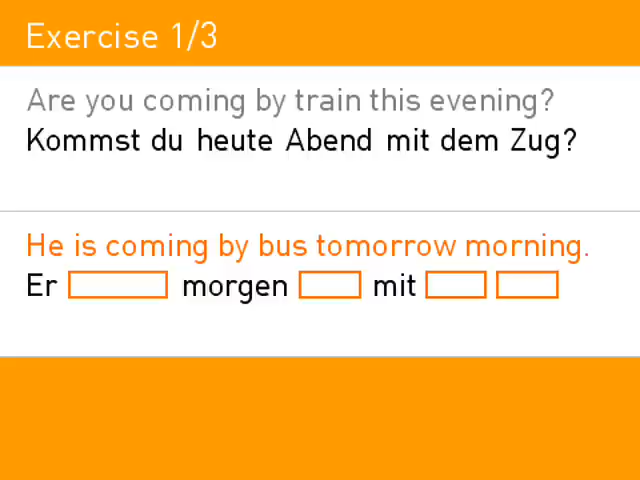 Exercise 1/3
Are you coming by train this evening?
Kommst du heute Abend mit dem Zug?
He is coming by bus tomorrow morning.
Er morgen mit